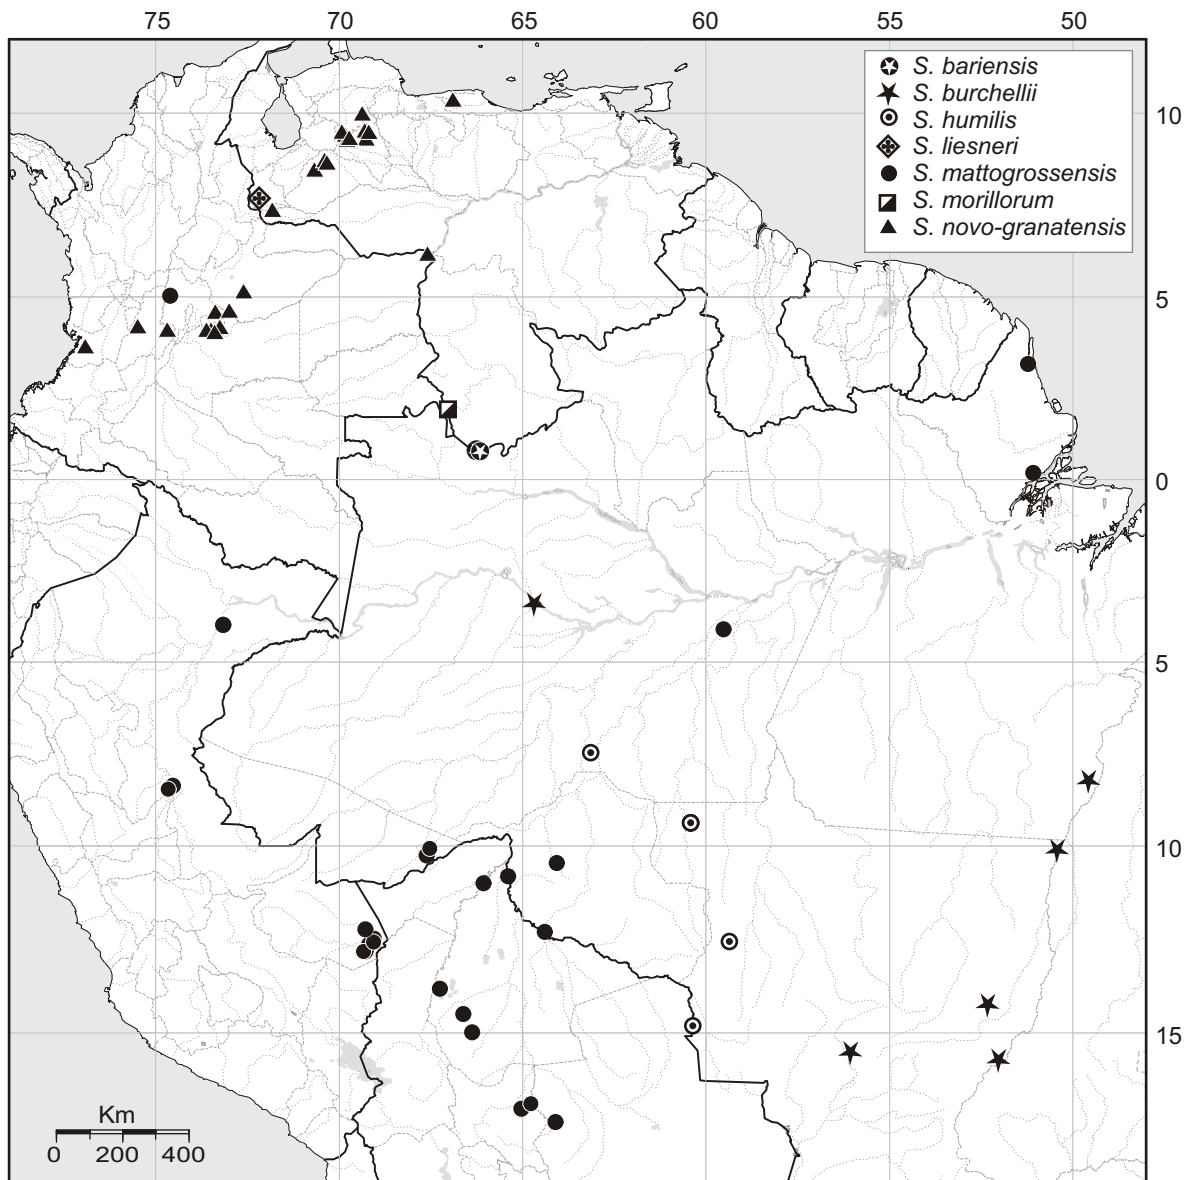 75 70 65 60 55 50
S. bariensis
S. burchellii
S. humilis
S. liesneri
S. mattogrossensis
S. morillorum
S. novo-granatensis
10
5
0
5
10
15
Km
0 200 400